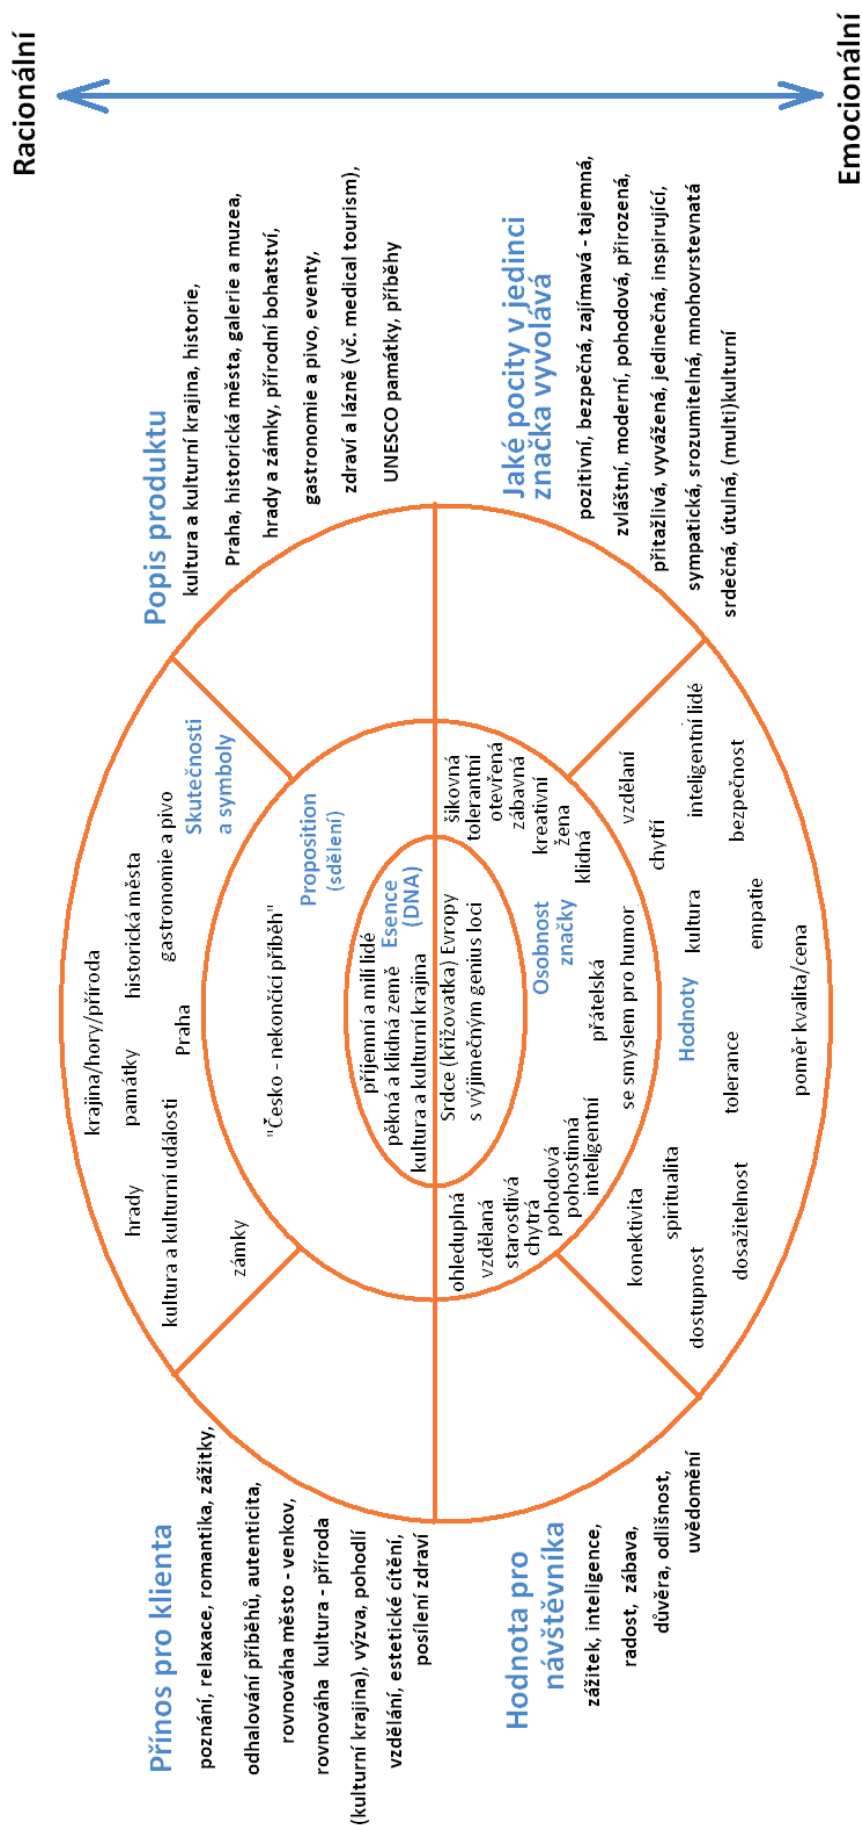 Racionální
Emocionální
Přínos pro klienta
poznání, relaxace, romantika, zážitky,
odhalování příběhů, autenticita,
rovnováha město - venkov,
rovnováha kultura - příroda
(kulturní krajina), výzva, pohodlí
vzdělání, estetické cítění,
posílení zdraví
Popis produktu
kultura a kulturní krajina, historie,
Praha, historická města, galerie a muzea,
hrady a zámky, přírodní bohatství,
gastronomie a pivo, eventy,
zdraví a lázně (vč. medical tourism),
UNESCO památky, příběhy
krajina/hory/příroda
hrady
památky
historická města
kultura a kulturní události
Praha
gastronomie a pivo
zámky
Skutečnosti
a symboly
"Česko - nekončící příběh"
Proposition
(sdělení)
příjemní a milí lidé
pěkná a klidná země
kultura a kulturní krajina
Esence
(DNA)
Srdce (křižovatka) Evropy
s výjimečným genius loci
ohleduplná
vzdělaná
starostlivá
chytrá
pohodová
pohostinná
inteligentní
Osobnost
značky
přátelská
se smyslem pro humor
šikovná
tolerantní
otevřená
zábavná
kreativní
žena
klidná
Hodnoty
konektivita
spiritualita
dostupnost
dosažitelnost
tolerance
poměr kvalita/cena
kultura
empatie
vzdělaní
chytří
inteligentní lidé
bezpečnost
Hodnota pro
návštěvníka
zážitek, inteligence,
radost, zábava,
důvěra, odlišnost,
uvědomění
Jaké pocity v jedinci
značka vyvolává
pozitivní, bezpečná, zajímavá - tajemná,
zvláštní, moderní, pohodová, přirozená,
přitažlivá, vyvážená, jedinečná, inspirující,
sympatická, srozumitelná, mnohovrstevnatá
srdečná, útulná, (multi)kulturní